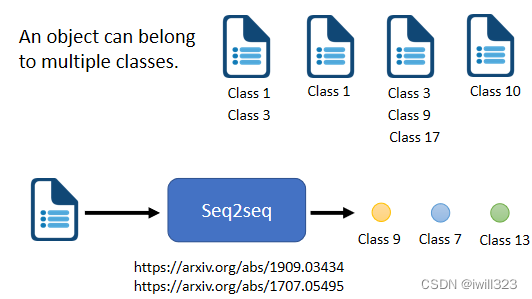 An object can belong
to multiple classes.
Class 1
Class 3
Class 1
Class 3
Class 9
Class 17
Class 10
Seq2seq
Class 9
Class 7
Class 13
https://arxiv.org/abs/1909.03434
https://arxiv.org/abs/1707.05495
CSDN @iwill323